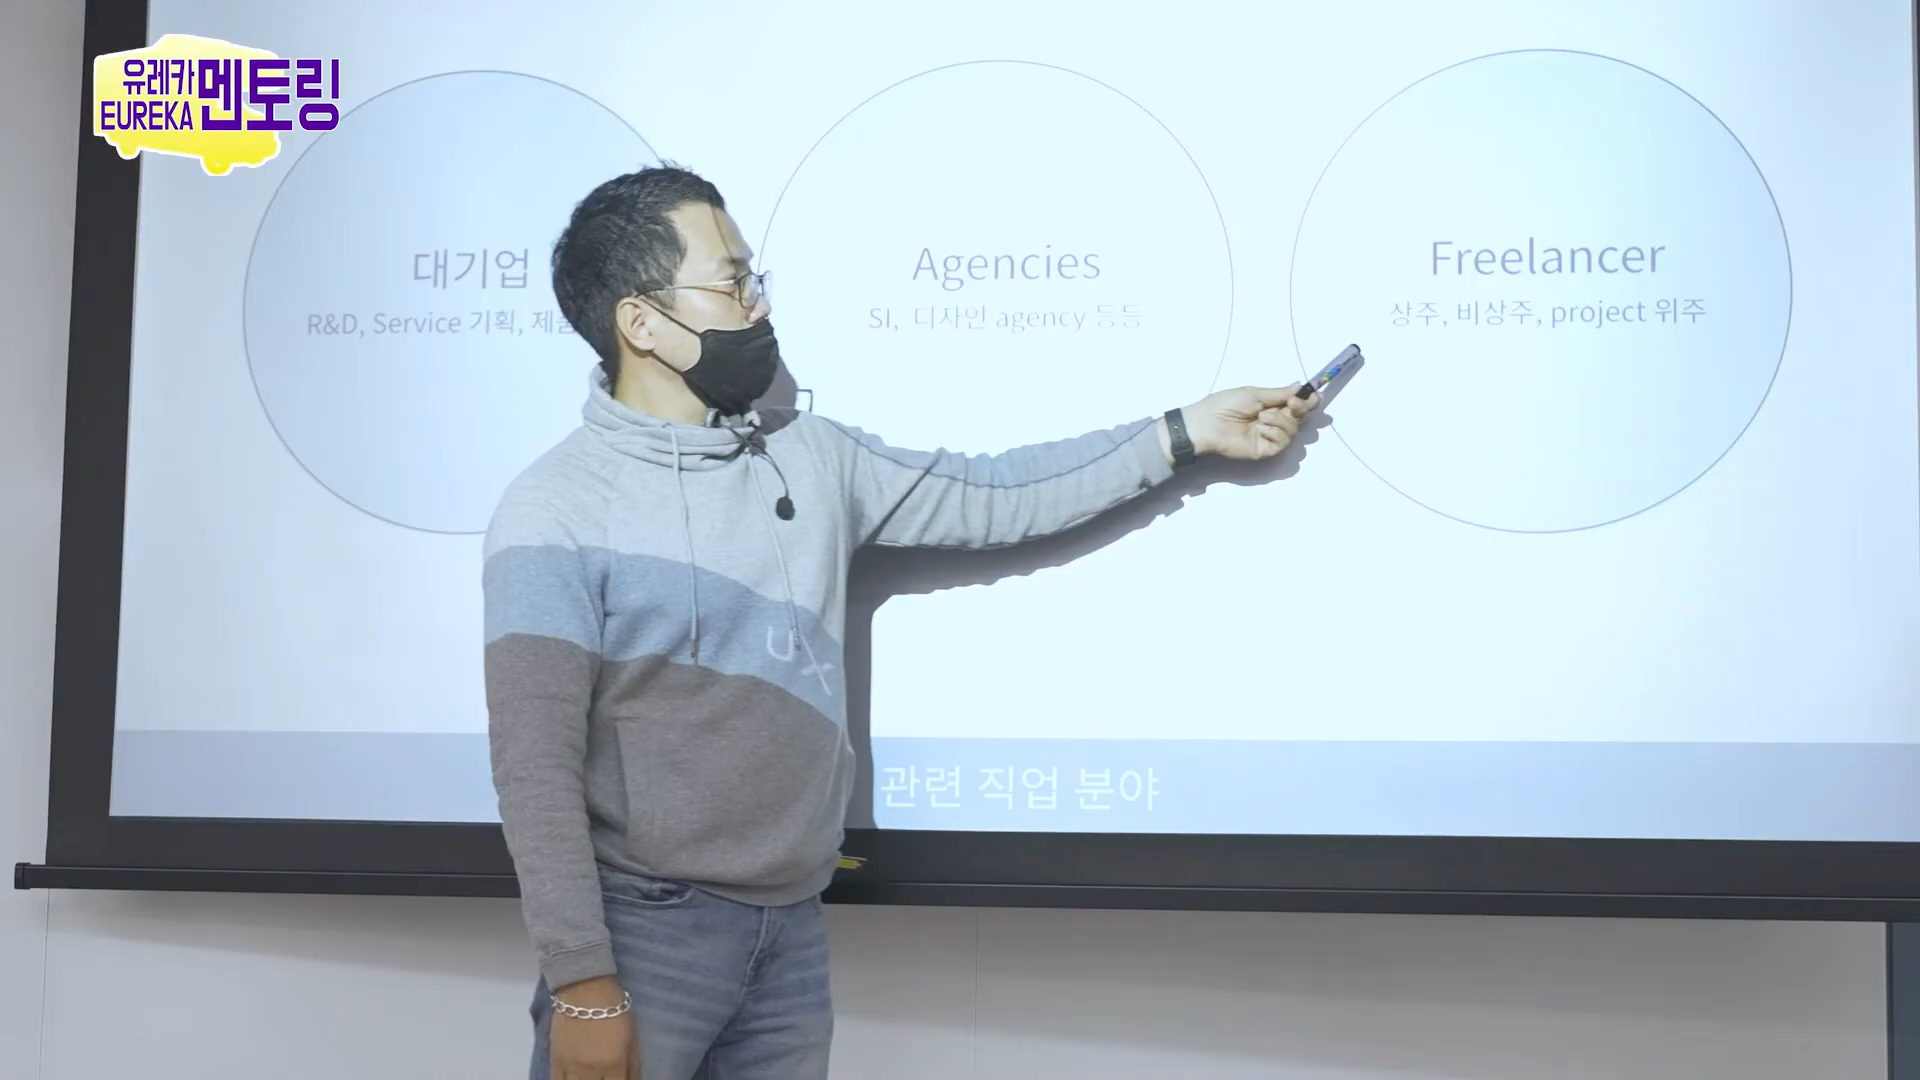 유레카
EUREKA
멘토링
대기업
R&D, Service 기획,
Agencies
SI, 디자인 agency 등등
Freelancer
상주, 비상주, project 위주
UX
관련 직업 분야